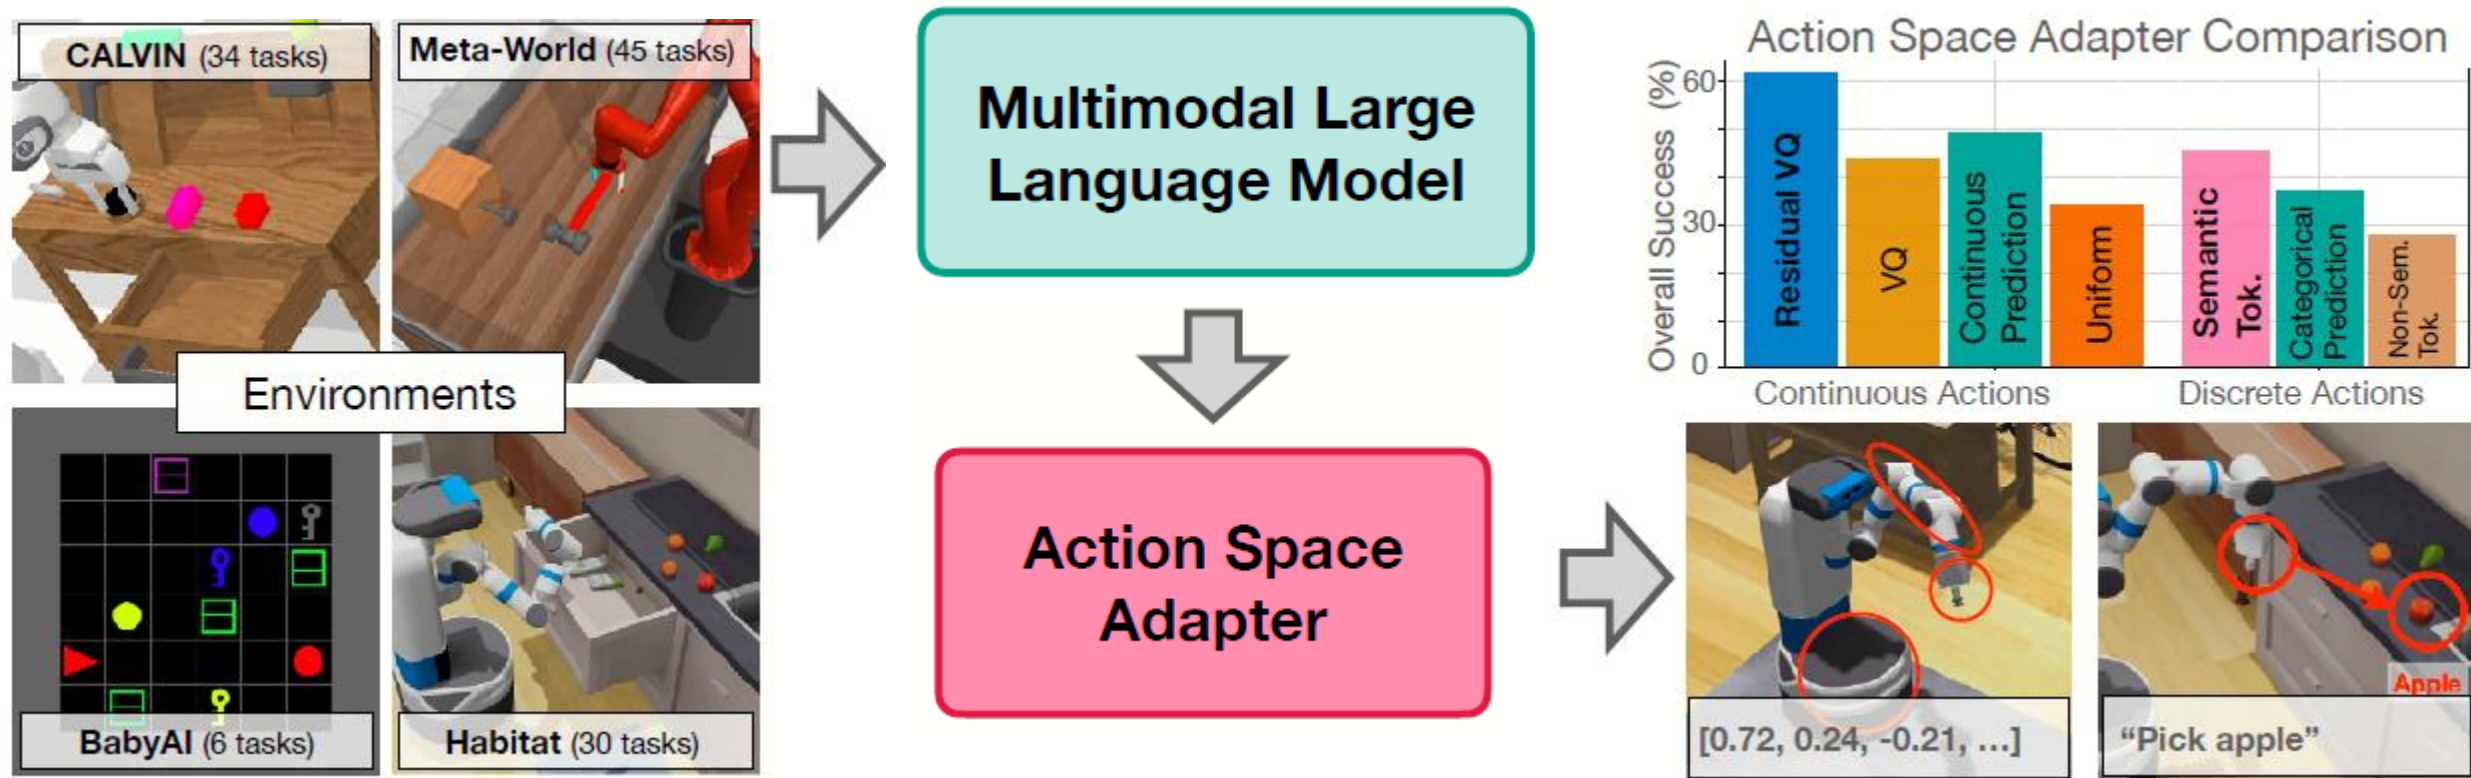 CALVIN (34 tasks)
Meta-World (45 tasks)
Environments
BabyAI (6 tasks)
Habitat (30 tasks)
Multimodal Large
Language Model
Action Space
Adapter
Action Space Adapter Comparison
Overall Success (%)
60
30
0
Residual VQ
VQ
Continuous
Prediction
Uniform
Semantic
Tok.
Categorical
Prediction
Non-Sem.
Tok.
Continuous Actions
Discrete Actions
[0.72, 0.24, -0.21, ...]
Apple
“Pick apple”